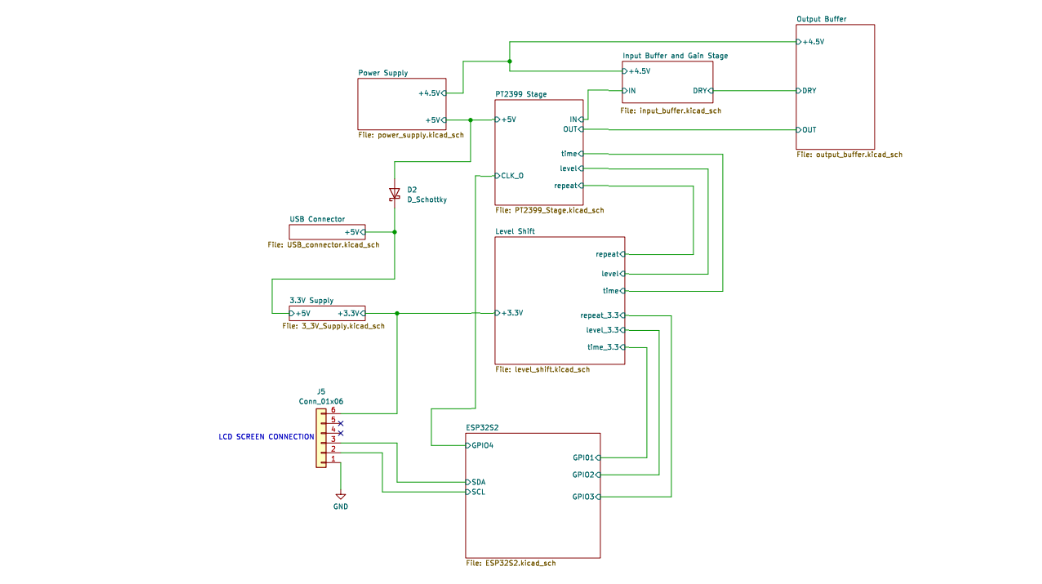 Output Buffer
+4.5V
DRY
OUT
File: output_buffer.kicad_sch
Input Buffer and Gain Stage
+4.5V
IN
DRY
File: input_buffer.kicad_sch
Power Supply
+4.5V
+5V
File: power_supply.kicad_sch
PT2399 Stage
+5V
CLK_O
IN
OUT
time
level
repeat
File: PT2399_Stage.kicad_sch
D2
D_Schottky
USB Connector
+5V
File: USB_connector.kicad_sch
Level Shift
+3.3V
repeat
level
time
repeat_3.3
level_3.3
time_3.3
File: level_shift.kicad_sch
3.3V Supply
+5V
+3.3V
File: 3_3V_Supply.kicad_sch
J5
Conn_01x06
6
5
4
3
2
1
LCD SCREEN CONNECTION
GND
ESP32S2
GPIO4
SDA
SCL
GPIO1
GPIO2
GPIO3
File: ESP32S2.kicad_sch